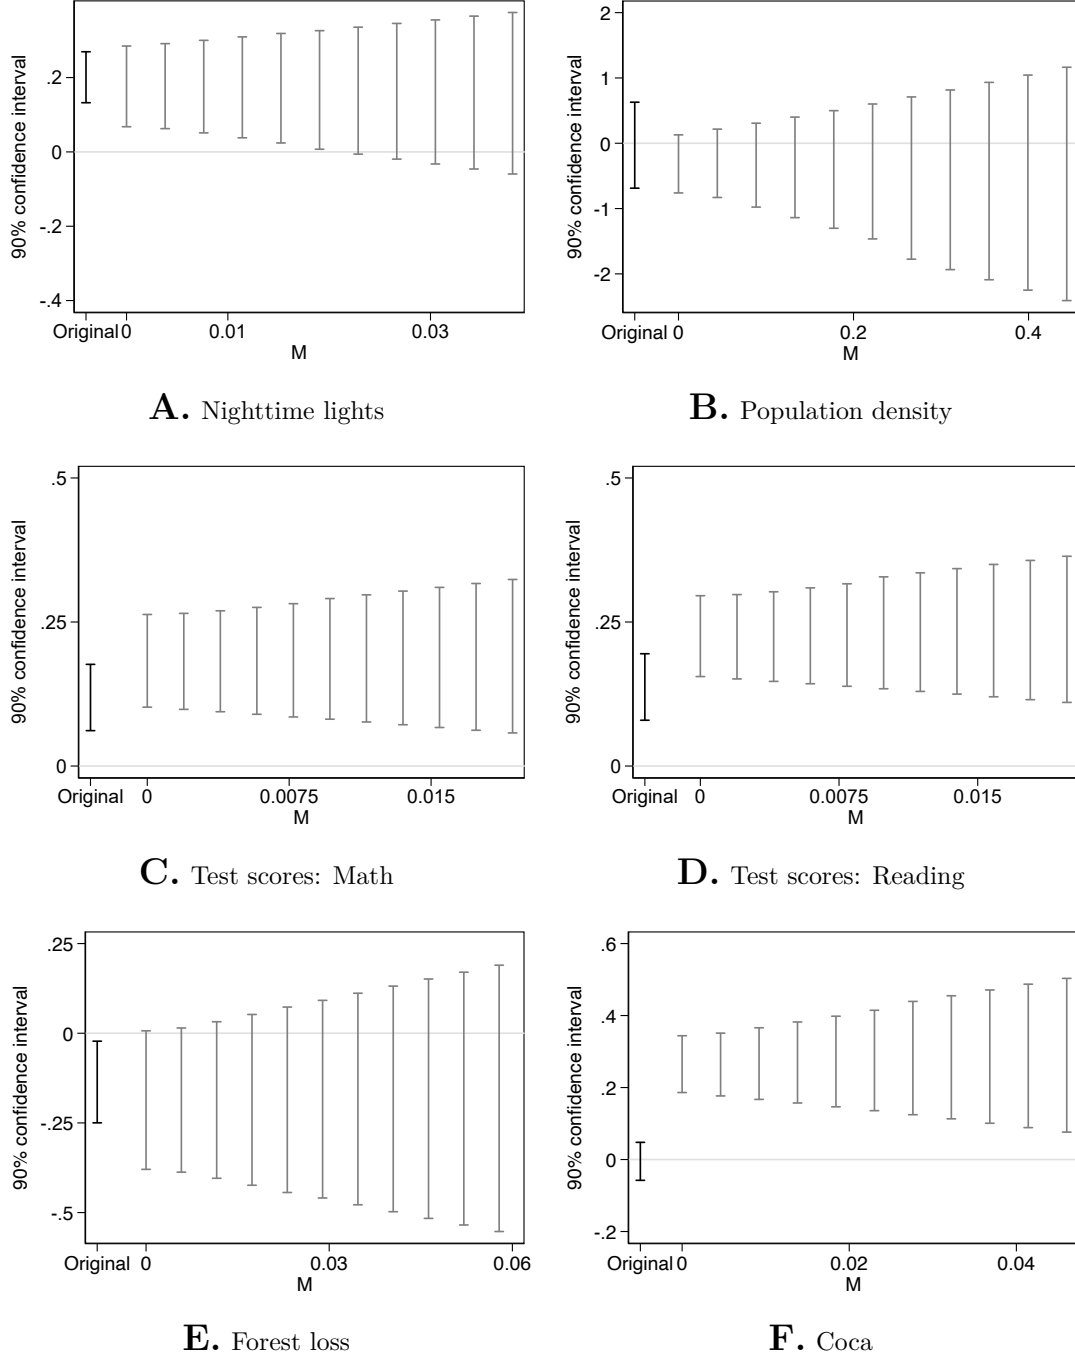 90% confidence interval
.2
0
-.2
-.4
Original 0 0.01 0.03
M
A. Nighttime lights
90% confidence interval
2
1
0
-1
-2
Original 0 0.2 0.4
M
B. Population density
90% confidence interval
.5
.25
0
Original 0 0.0075 0.015
M
C. Test scores: Math
90% confidence interval
.5
.25
0
Original 0 0.0075 0.015
M
D. Test scores: Reading
90% confidence interval
.25
0
-.25
-.5
Original 0 0.03 0.06
M
E. Forest loss
90% confidence interval
.6
.4
.2
0
-.2
Original 0 0.02 0.04
M
F. Coca